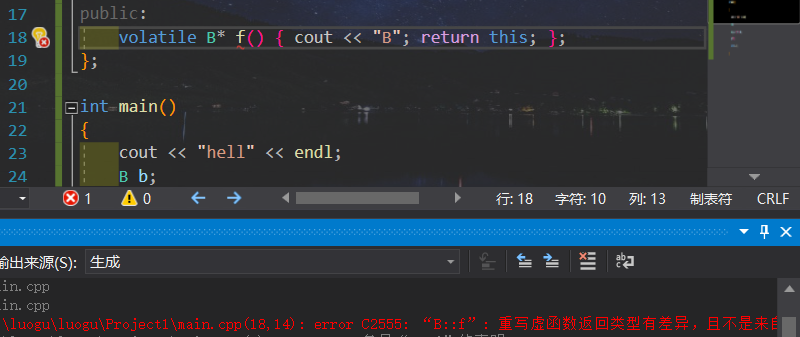 17 public:
18 volatile B* f() { cout << "B"; return this; };
19 };
20
21 int main()
22 {
23 cout << "hell" << endl;
24 B b;
1 0 行: 18 字符: 10 列: 13 制表符 CRLF
输出来源(S): 生成
in.cpp
in.cpp
\luogu\luogu\Project1\main.cpp(18,14): error C2555: “B::f”: 重写虚函数返回类型有差异，且不是来自